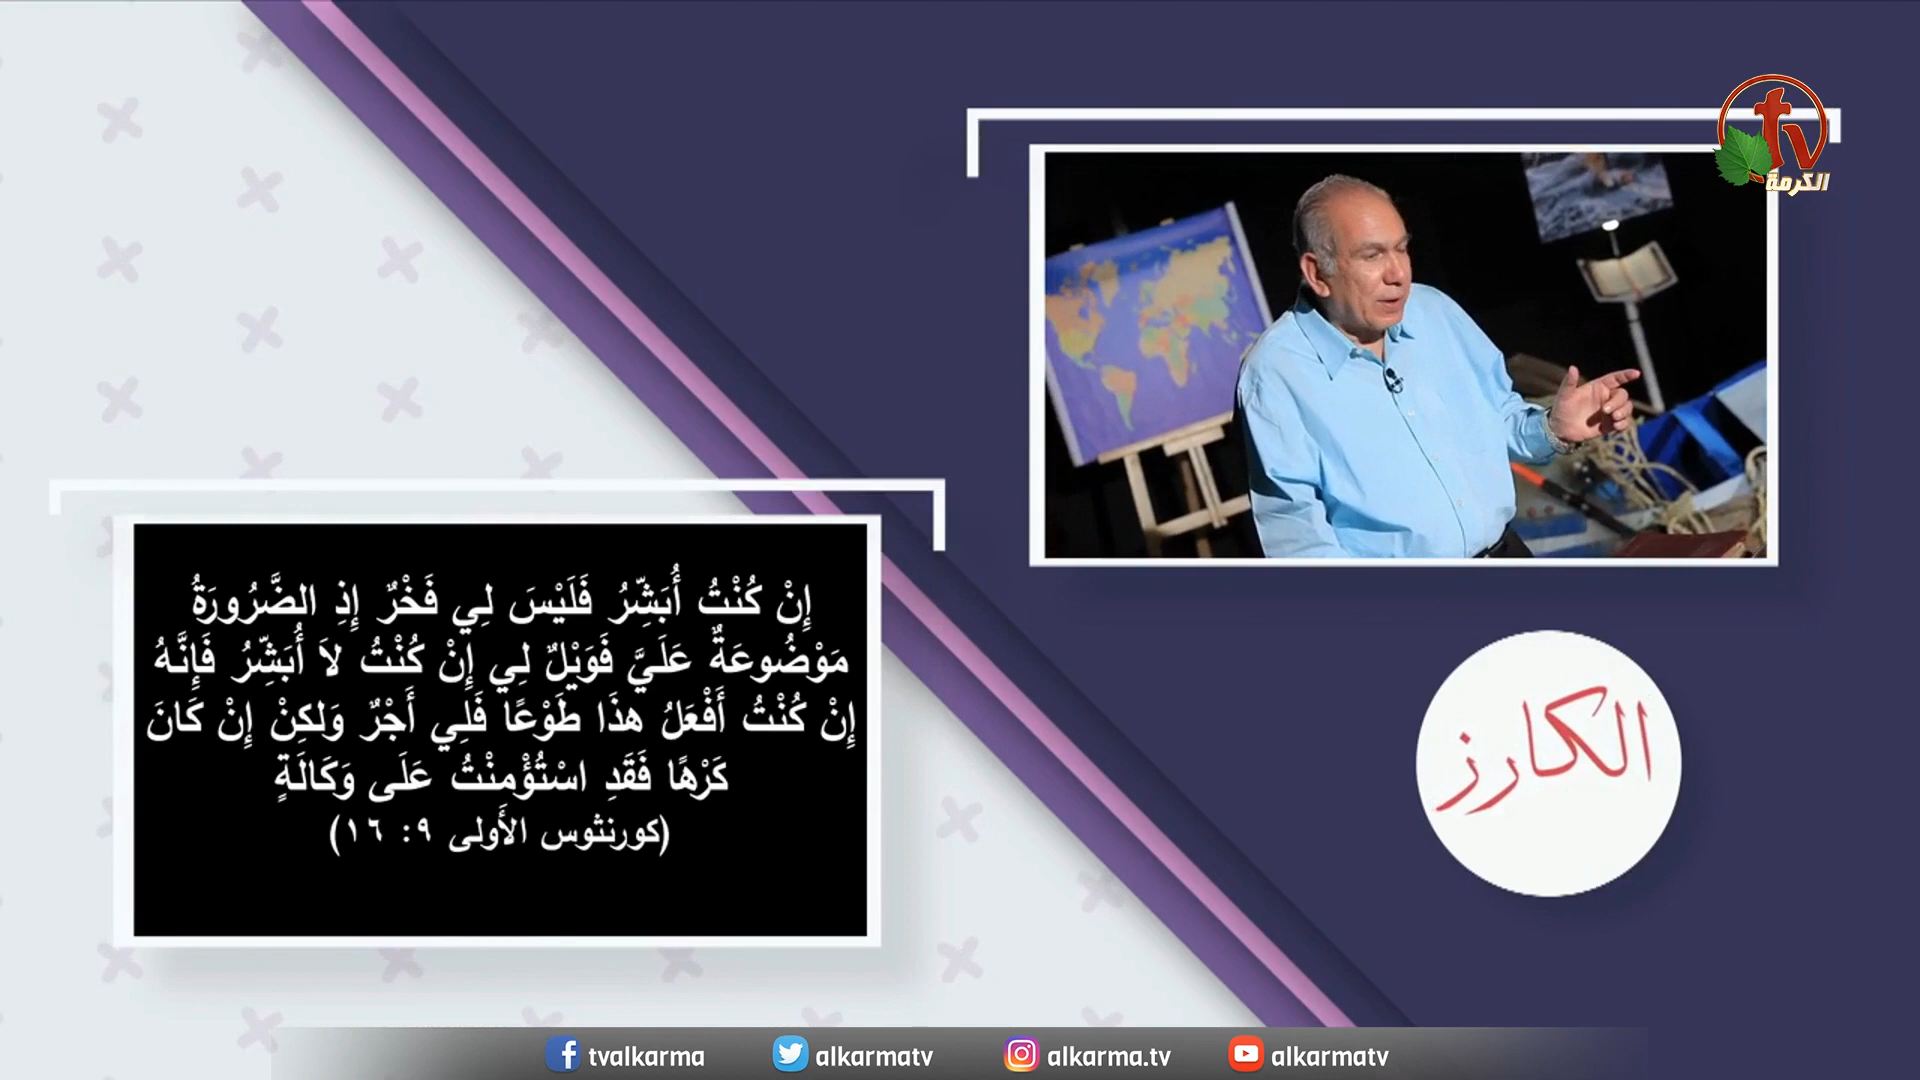 tv
الكرمة
إِنْ كُنْتُ أُبَشِّرُ فَلَيْسَ لِي فَخْرٌ إِذِ الضَّرُورَةُ
مَوْضُوعَةٌ عَلَيَّ فَوَيْلٌ لِي إِنْ كُنْتُ لاَ أُبَشِّرُ فَإِنَّهُ
إِنْ كُنْتُ أَفْعَلُ هذَا طَوْعًا فَلِي أَجْرٌ وَلكِنْ إِنْ كَانَ
كَرْهًا فَقَدِ اسْتُؤْمِنْتُ عَلَى وَكَالَةٍ
(كورنثوس الأولى ٩: ١٦)
الكارز
tvalkarma
alkarmatv
alkarma.tv
alkarmatv